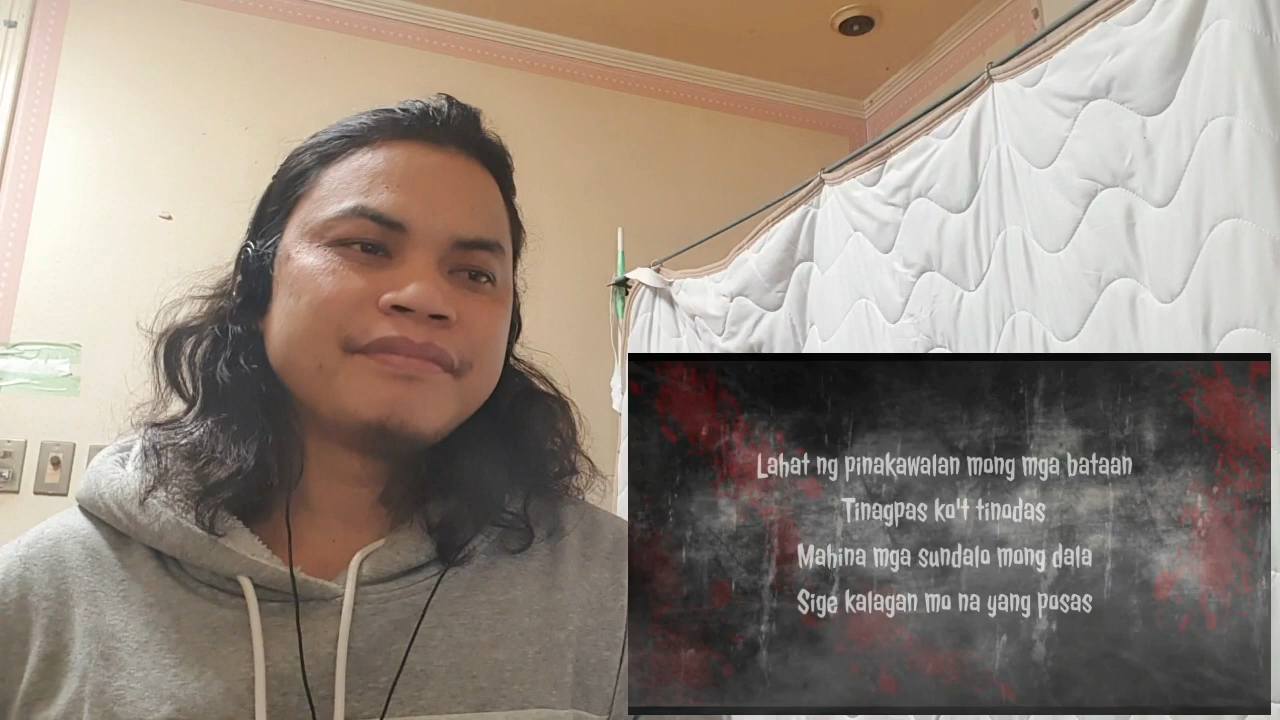 Lahat ng pinakawalan mong mga bataan
Tinagpas ko't tinodas
Mahina mga sundalo mong dala
Sige kalagan mo na yang posas